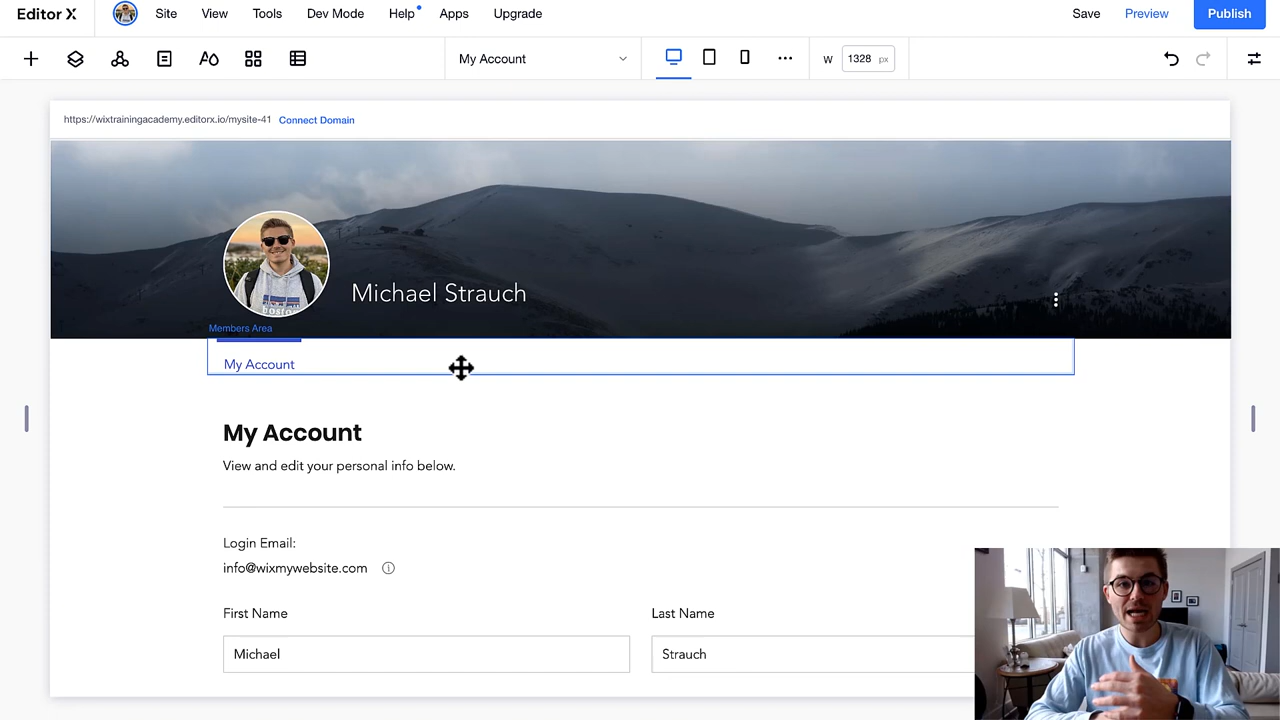 Editor X Site View Tools Dev Mode Help Apps Upgrade Save Preview Publish
My Account W 1328 px
https://wixtrainingacademy.editorx.io/mysite-41 Connect Domain
Michael Strauch
Members Area
My Account
My Account
View and edit your personal info below.
Login Email:
info@wixmywebsite.com
First Name Last Name
Michael Strauch